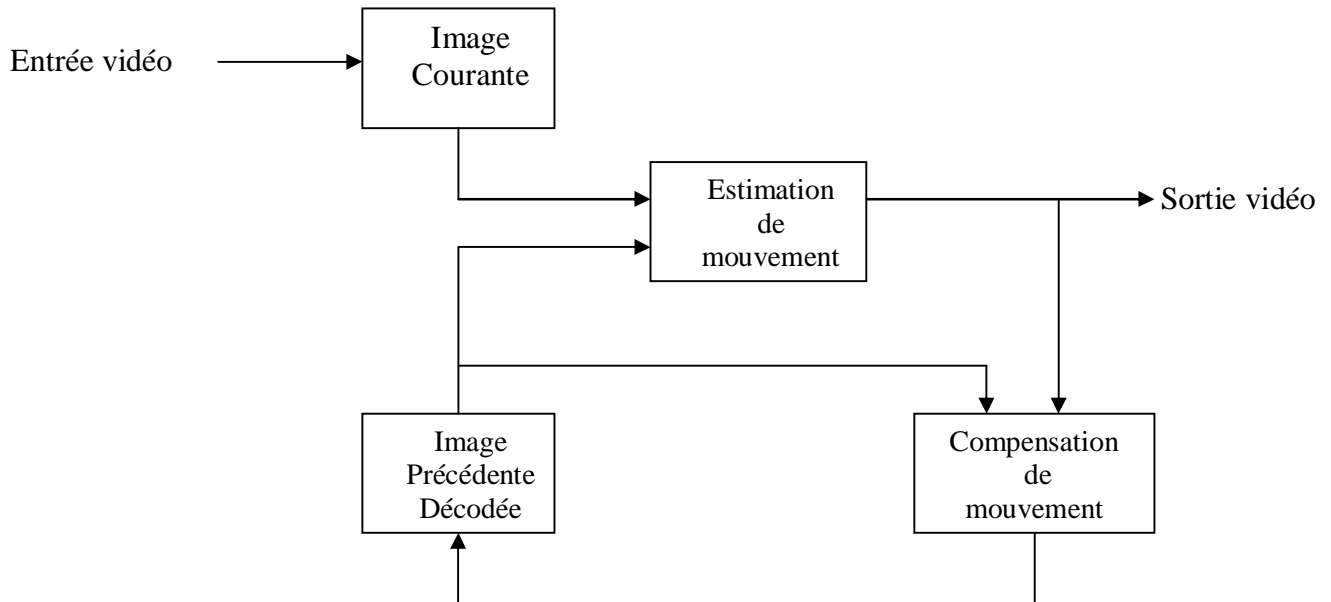 Image
Courante
Entrée vidéo
Estimation
de
mouvement
Sortie vidéo
Image
Précédente
Décodée
Compensation
de
mouvement